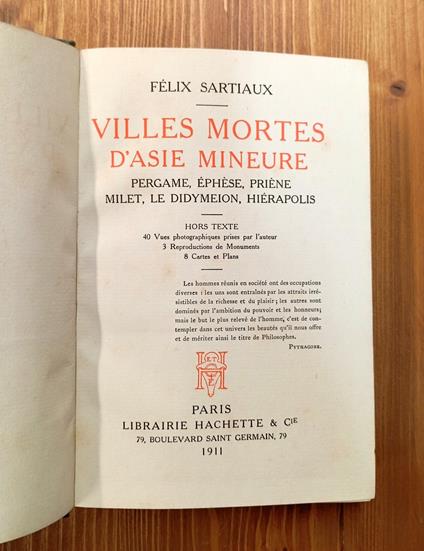 FÉLIX SARTIAUX
VILLES MORTES
D'ASIE MINEURE
PERGAME, ÉPHÈSE, PRIÈNE
MILET, LE DIDYMEION, HIÉRAPOLIS
HORS TEXTE
40 Vues photographiques prises par l'auteur
3 Reproductions de Monuments
8 Cartes et Plans
Les hommes réunis en société ont des occupations
diverses : les uns sont entraînés par les attraits irré-
sistibles de la richesse et du plaisir ; les autres sont
dominés par l'ambition du pouvoir et les honneurs;
mais le but le plus relevé de l'homme, c'est de con-
templer dans cet univers les beautés qu'il nous offre
et de mériter ainsi le titre de Philosophes.
PYTHAGORE.
ET
PARIS
LIBRAIRIE HACHETTE & CIE
79, BOULEVARD SAINT GERMAIN, 79
1911